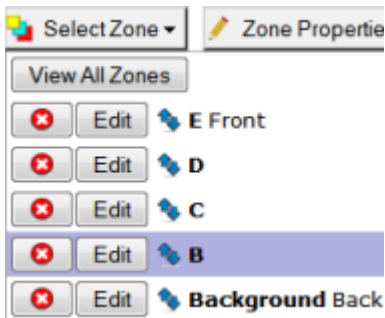 Select Zone Zone Propertie
View All Zones
Edit E Front
Edit D
Edit C
Edit B
Edit Background Back